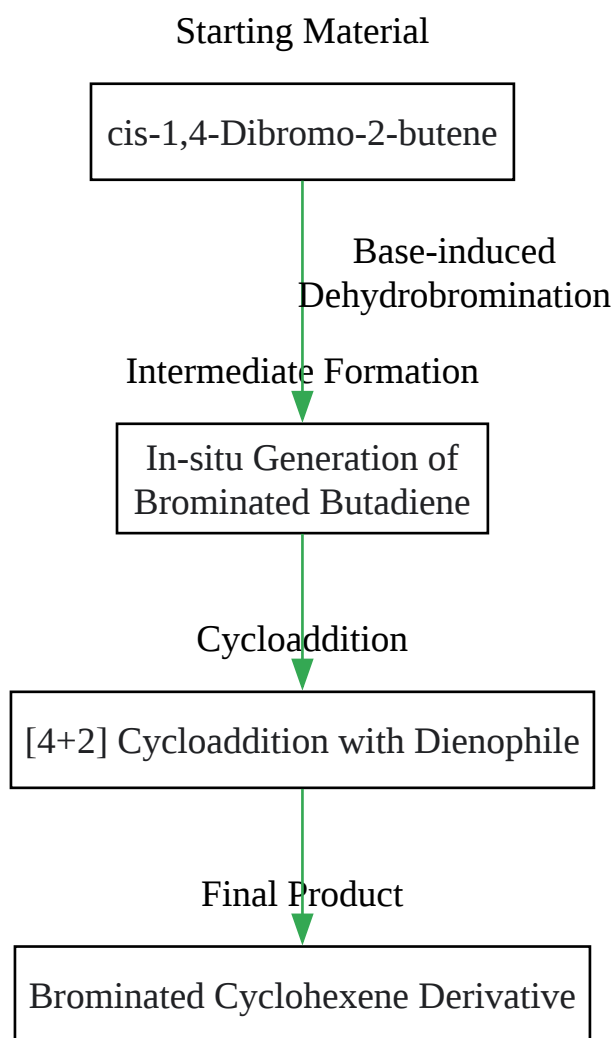 Starting Material
cis-1,4-Dibromo-2-butene
Base-induced
Dehydrobromination
Intermediate Formation
In-situ Generation of
Brominated Butadiene
Cycloaddition
[4+2] Cycloaddition with Dienophile
Final Product
Brominated Cyclohexene Derivative